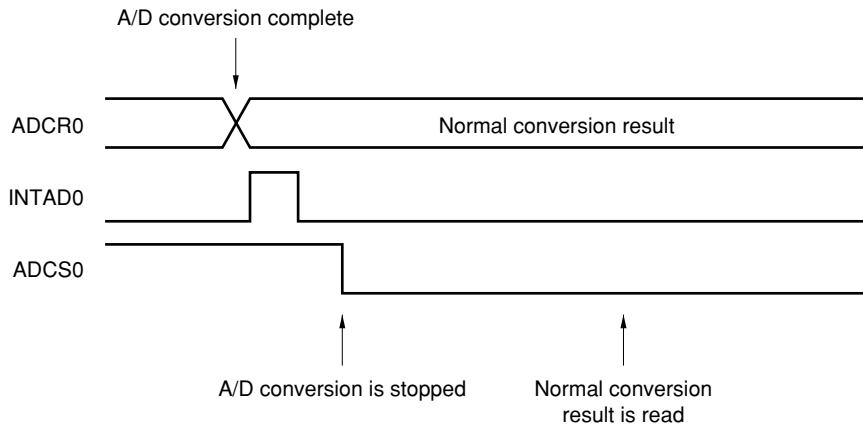 A/D conversion complete
ADCR0
Normal conversion result
INTAD0
ADCS0
A/D conversion is stopped
Normal conversion
result is read